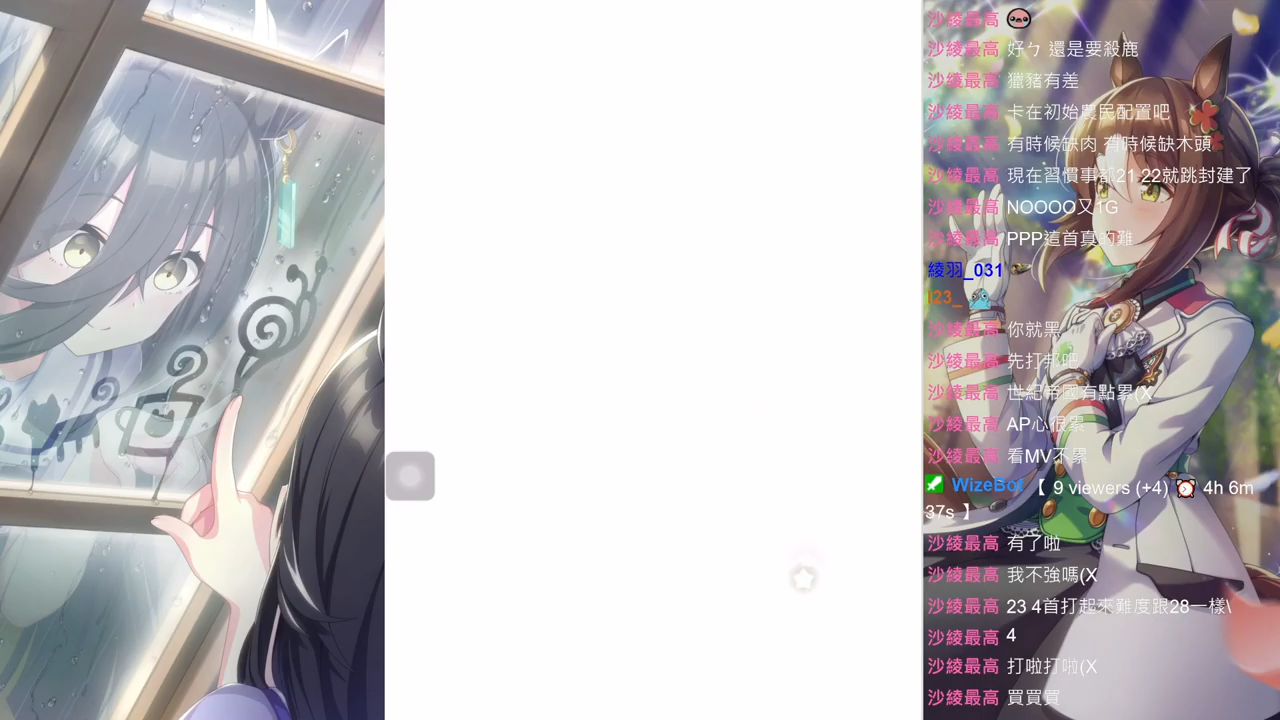 沙綾最高
沙綾最高 好ㄅ 還是要殺鹿
沙綾最高 獵豬有差
沙綾最高 卡在初始農民配置吧
沙綾最高 有時候缺肉 有時候缺木頭
沙綾最高 現在習慣事都21 22就跳封建了
沙綾最高 NOOOO又1G
沙綾最高 PPP這首真的難
綾羽_031
l23_
沙綾最高 你就黑
沙綾最高 先打邦吧
沙綾最高 世紀帝國有點累(X
沙綾最高 AP心很累
沙綾最高 看MV不累
WizeBot 【 9 viewers (+4) ⏰ 4h 6m
37s 】
沙綾最高 有了啦
沙綾最高 我不強嗎(X
沙綾最高 23 4首打起來難度跟28一樣\
沙綾最高 4
沙綾最高 打啦打啦(X
沙綾最高 買買買